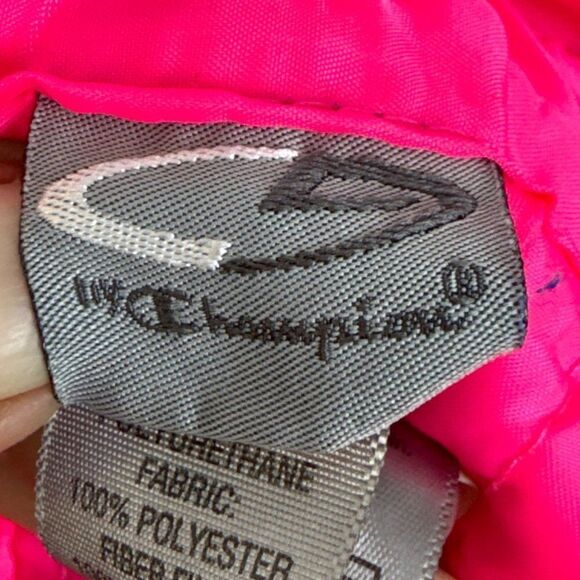 by Champion®
FABRIC:
100% POLYESTER
FIBER